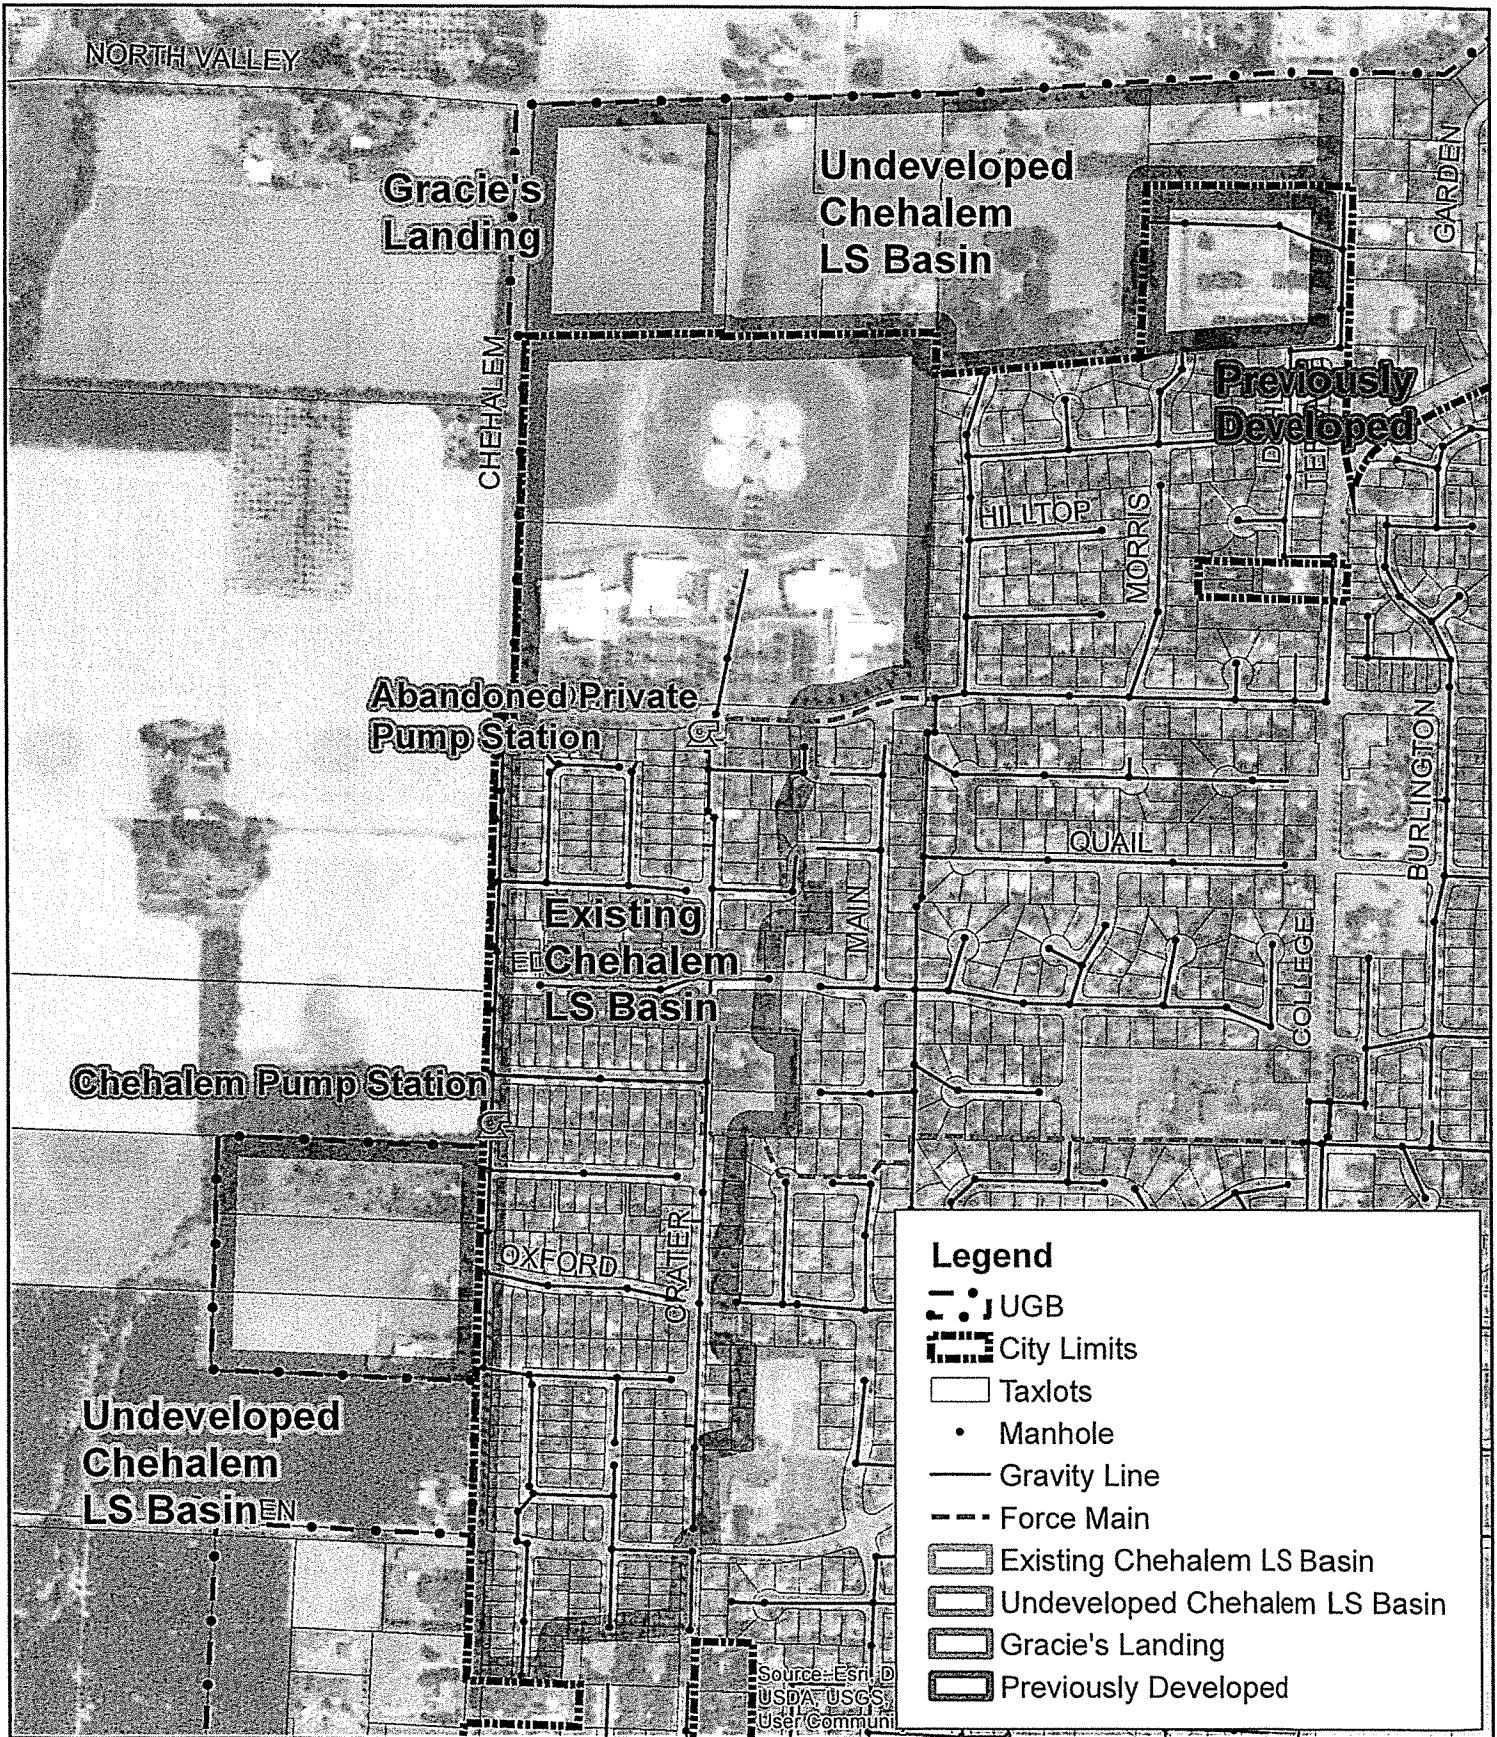 NORTH VALLEY
Gracie's
Landing
Undeveloped
Chehalem
LS Basin
GARDEN
CHEHALEM
Previously
Developed
HILLTOP
MORRIS
Abandoned Private
Pump Station
BURLINGTON
QUAIL
MAIN
Existing
Chehalem
LS Basin
COLLEGE
Chehalem Pump Station
OXFORD
CRATER
Undeveloped
Chehalem
LS Basin EN
Legend
UGB
City Limits
Taxlots
Manhole
Gravity Line
Force Main
Existing Chehalem LS Basin
Undeveloped Chehalem LS Basin
Gracie's Landing
Previously Developed
Source: Esri, D
USDA, USGS,
User Communi